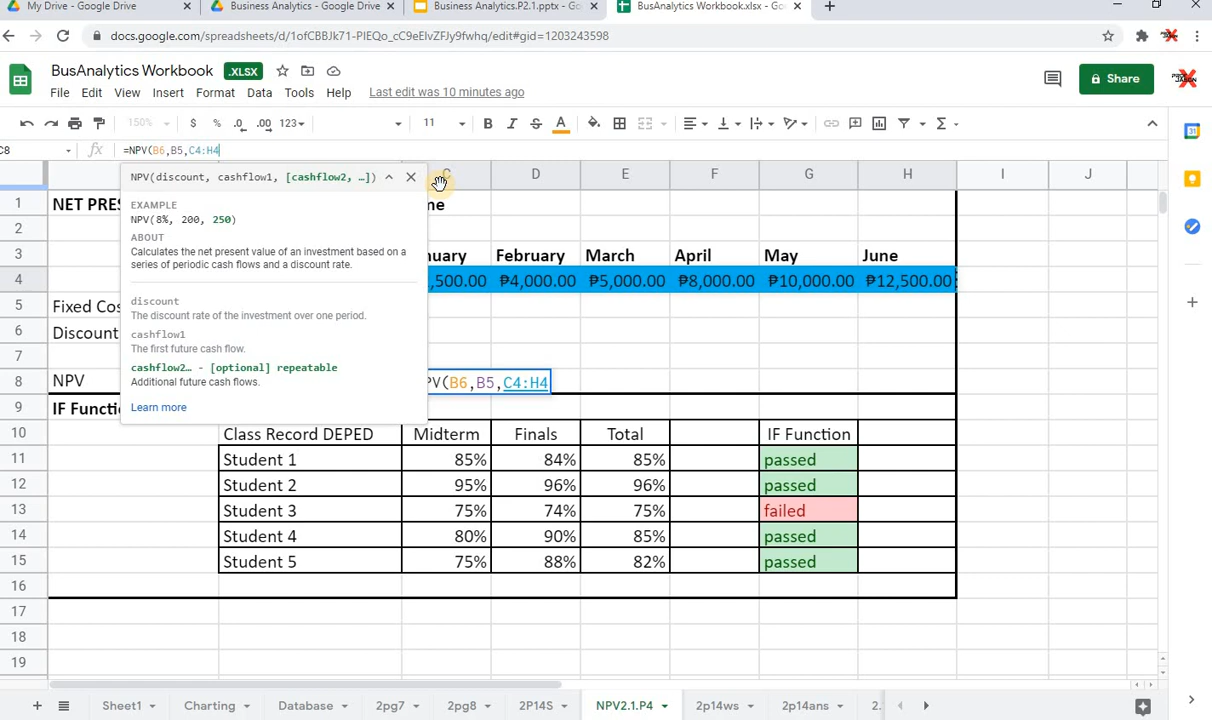 My Drive - Google Drive × Business Analytics - Google Drive × Business Analytics.P2.1.pptx - Go × BusAnalytics Workbook.xlsx - Goo × +
docs.google.com/spreadsheets/d/1ofCBBJk71-PIEQo_cC9eElvZFJy9fwhq/edit#gid=1203243598
BusAnalytics Workbook .XLSX
Share
File Edit View Insert Format Data Tools Help Last edit was 10 minutes ago
150% $ % .0 .00 123 11 B I S A Σ
C8 fx =NPV(B6,B5,C4:H4
NPV(discount, cashflow1, [cashflow2, …])
C D E F G H I J
EXAMPLE
NPV(8%, 200, 250)
ABOUT
Calculates the net present value of an investment based on a
series of periodic cash flows and a discount rate.
discount
The discount rate of the investment over one period.
cashflow1
The first future cash flow.
cashflow2… - [optional] repeatable
Additional future cash flows.
Learn more
1 NET PRES me
2
3 nuary February March April May June
4 ,500.00 ₱4,000.00 ₱5,000.00 ₱8,000.00 ₱10,000.00 ₱12,500.00
5 Fixed Cos
6 Discount
7
8 NPV PV(B6,B5,C4:H4
9 IF Functi
10 Class Record DEPED Midterm Finals Total IF Function
11 Student 1 85% 84% 85% passed
12 Student 2 95% 96% 96% passed
13 Student 3 75% 74% 75% failed
14 Student 4 80% 90% 85% passed
15 Student 5 75% 88% 82% passed
16
17
18
19
+ Sheet1 Charting Database 2pg7 2pg8 2P14S NPV2.1.P4 2p14ws 2p14ans 2.